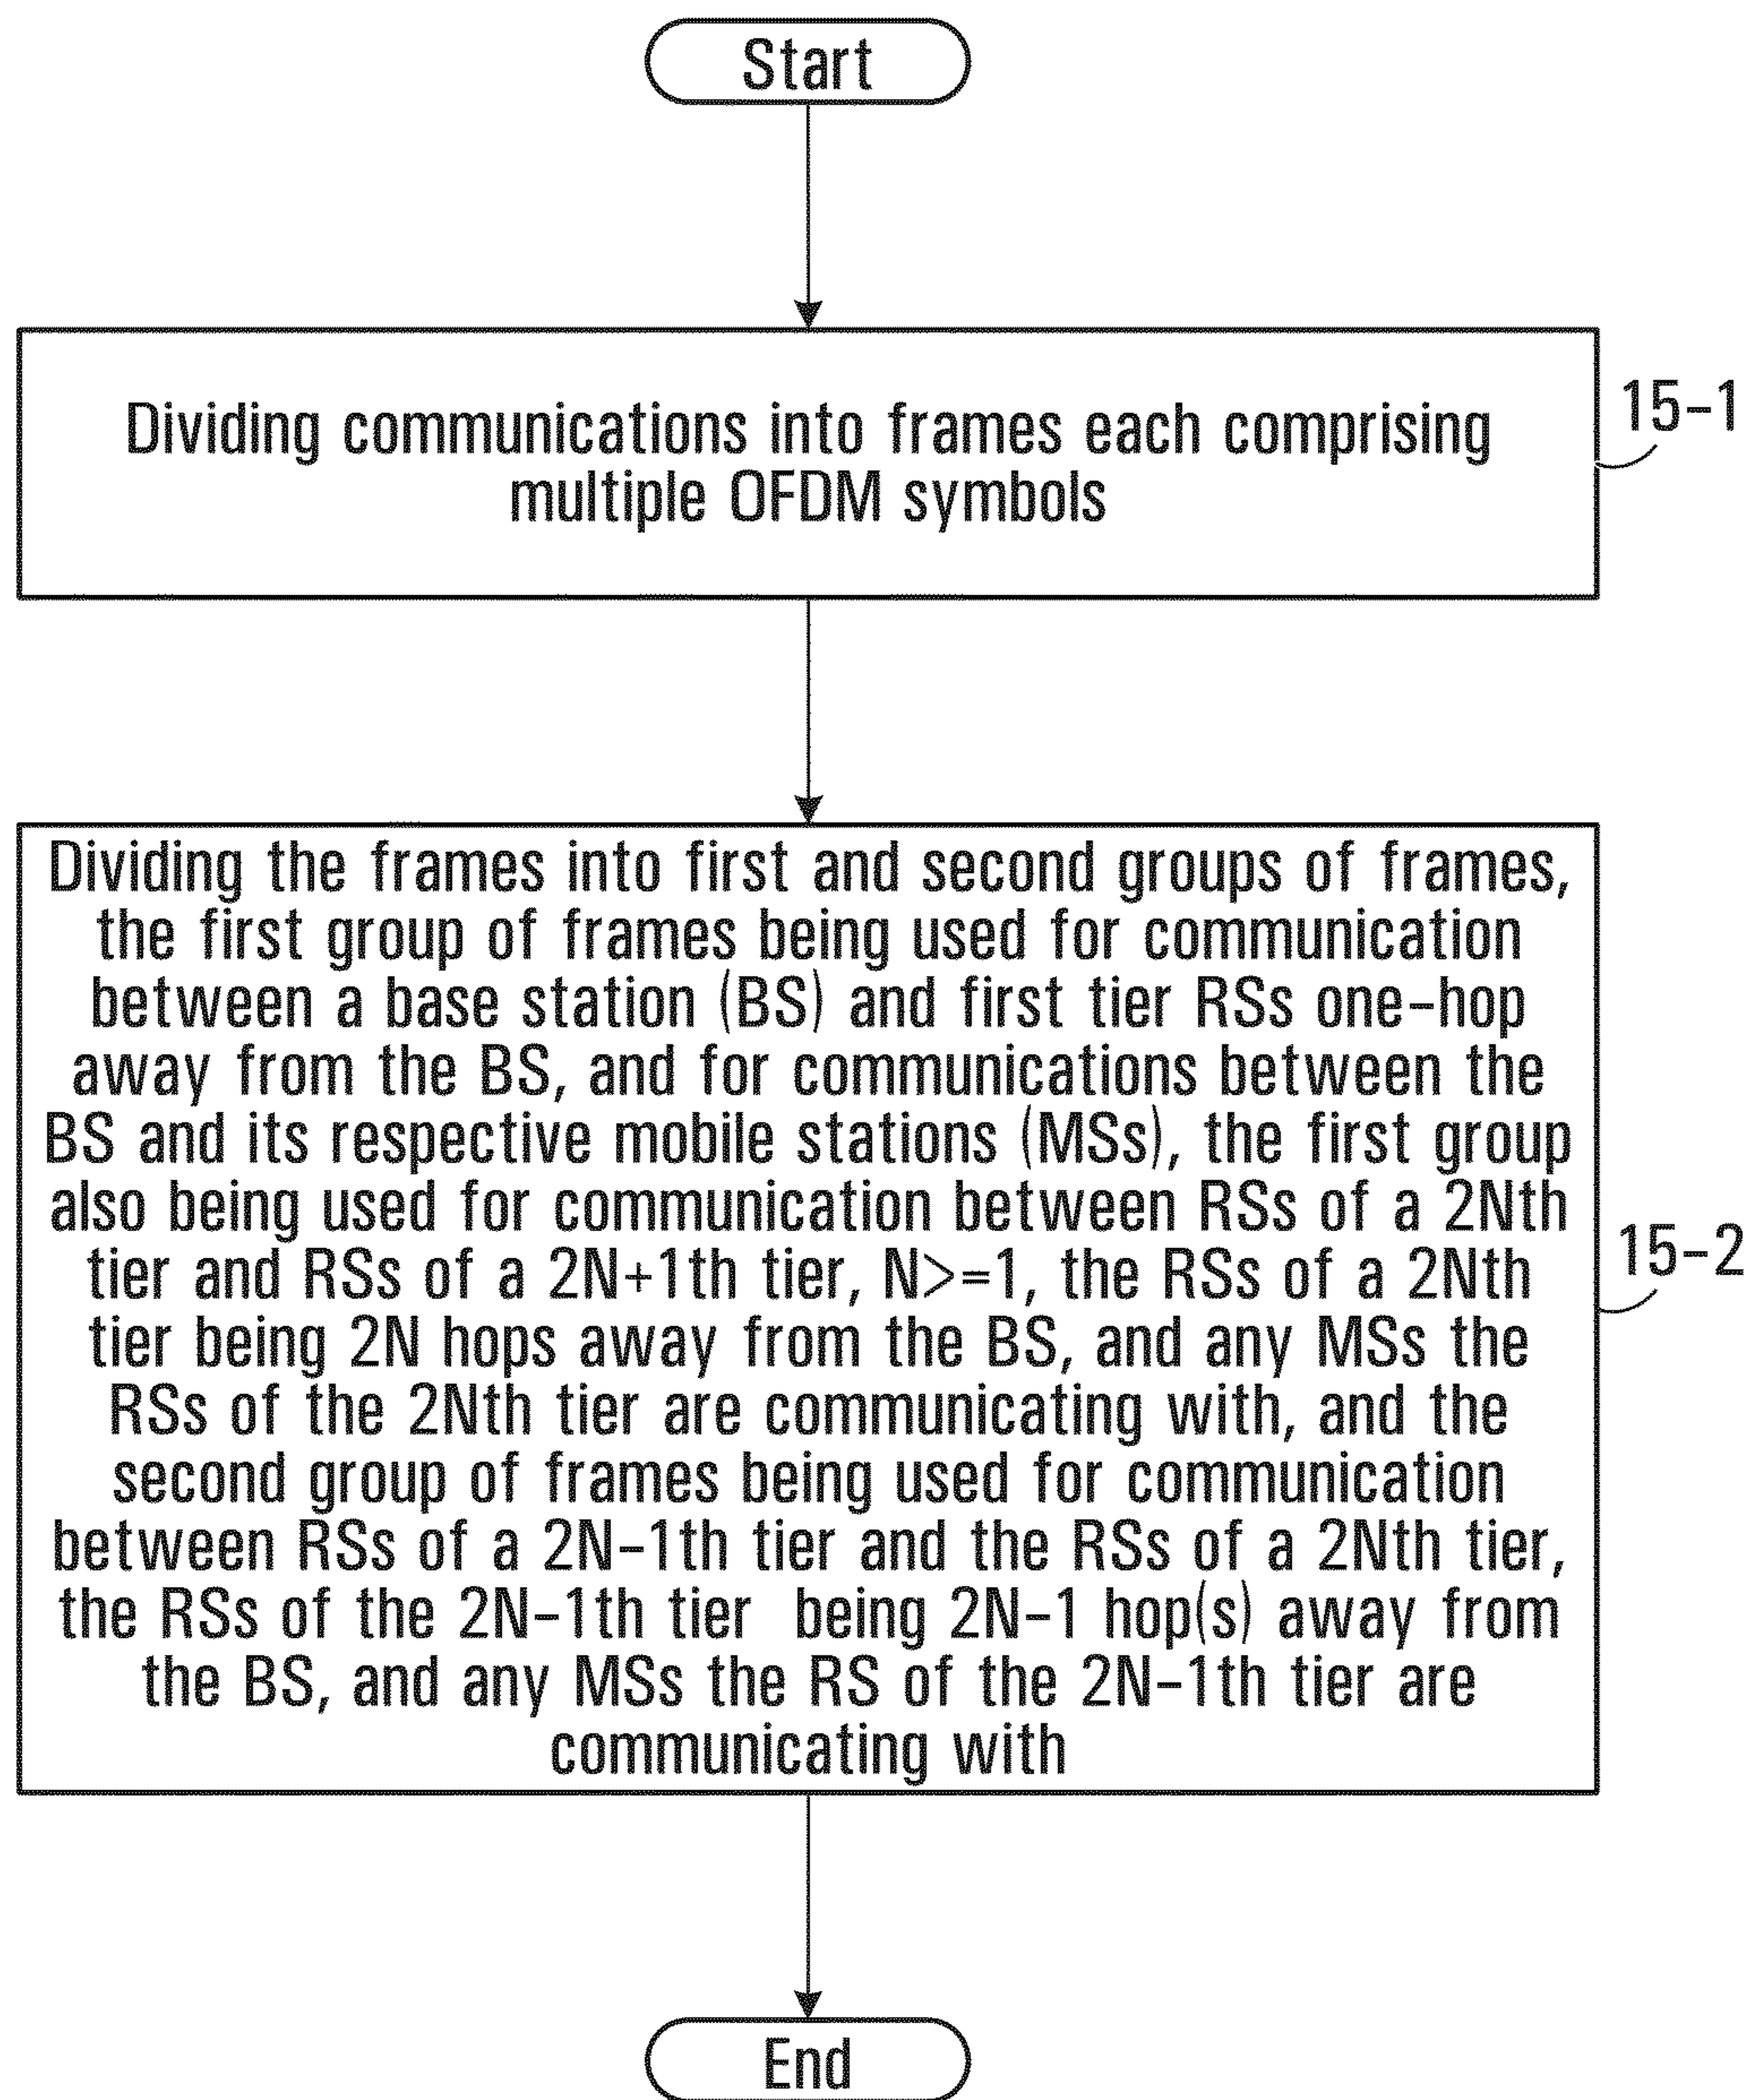 Start
Dividing communications into frames each comprising
multiple OFDM symbols
15-1
Dividing the frames into first and second groups of frames,
the first group of frames being used for communication
between a base station (BS) and first tier RSs one-hop
away from the BS, and for communications between the
BS and its respective mobile stations (MSs), the first group
also being used for communication between RSs of a 2Nth
tier and RSs of a 2N+1th tier, N>=1, the RSs of a 2Nth
tier being 2N hops away from the BS, and any MSs the
RSs of the 2Nth tier are communicating with, and the
second group of frames being used for communication
between RSs of a 2N-1th tier and the RSs of a 2Nth tier,
the RSs of the 2N-1th tier being 2N-1 hop(s) away from
the BS, and any MSs the RS of the 2N-1th tier are
communicating with
15-2
End